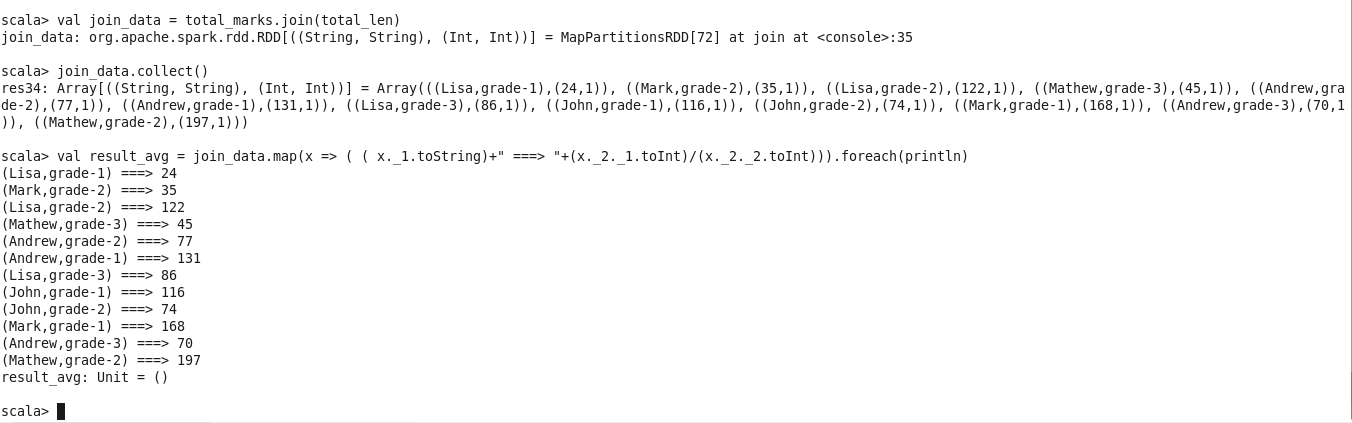 scala> val join_data = total_marks.join(total_len)
join_data: org.apache.spark.rdd.RDD[((String, String), (Int, Int))] = MapPartitionsRDD[72] at join at <console>:35
scala> join_data.collect()
res34: Array[((String, String), (Int, Int))] = Array(((Lisa,grade-1),(24,1)), ((Mark,grade-2),(35,1)), ((Lisa,grade-2),(122,1)), ((Mathew,grade-3),(45,1)), ((Andrew,gra
de-2),(77,1)), ((Andrew,grade-1),(131,1)), ((Lisa,grade-3),(86,1)), ((John,grade-1),(116,1)), ((John,grade-2),(74,1)), ((Mark,grade-1),(168,1)), ((Andrew,grade-3),(70,1
)), ((Mathew,grade-2),(197,1)))
scala> val result_avg = join_data.map(x => ( ( x._1.toString)+" ===> "+(x._2._1.toInt)/(x._2._2.toInt))).foreach(println)
(Lisa,grade-1) ===> 24
(Mark,grade-2) ===> 35
(Lisa,grade-2) ===> 122
(Mathew,grade-3) ===> 45
(Andrew,grade-2) ===> 77
(Andrew,grade-1) ===> 131
(Lisa,grade-3) ===> 86
(John,grade-1) ===> 116
(John,grade-2) ===> 74
(Mark,grade-1) ===> 168
(Andrew,grade-3) ===> 70
(Mathew,grade-2) ===> 197
result_avg: Unit = ()
scala>